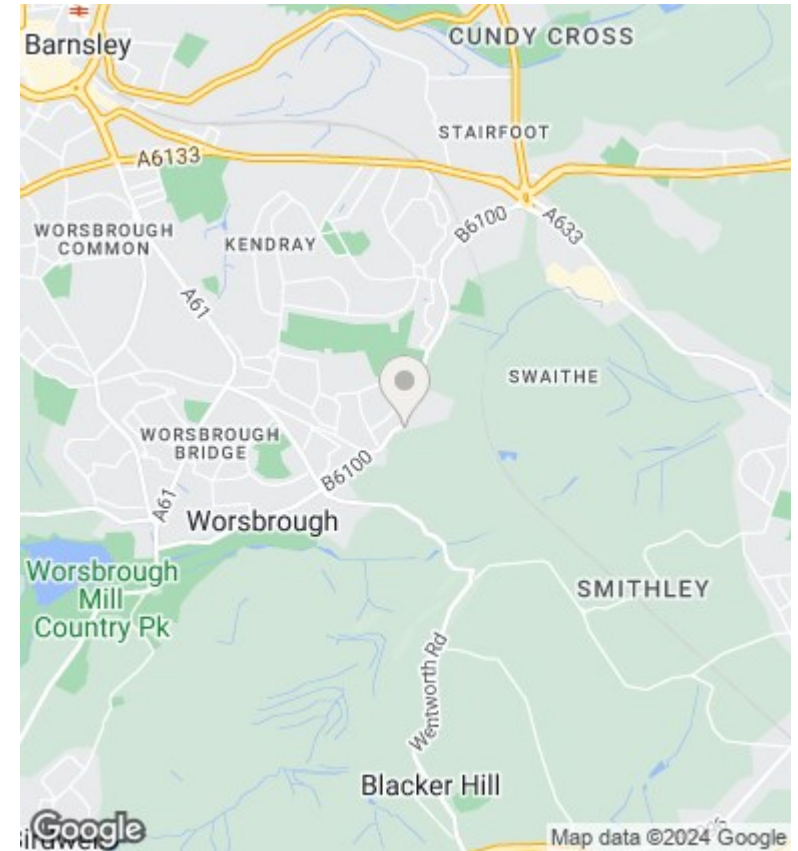 Barnsley
CUNDY CROSS
STAIRFOOT
A6133
B6100
A633
WORSBROUGH
COMMON
KENDRAY
A61
SWAITHE
WORSBROUGH
BRIDGE
B6100
A61
Worsbrough
Worsbrough
Mill
Country Pk
SMITHLEY
Wentworth Rd
Blacker Hill
Google
Map data ©2024 Google